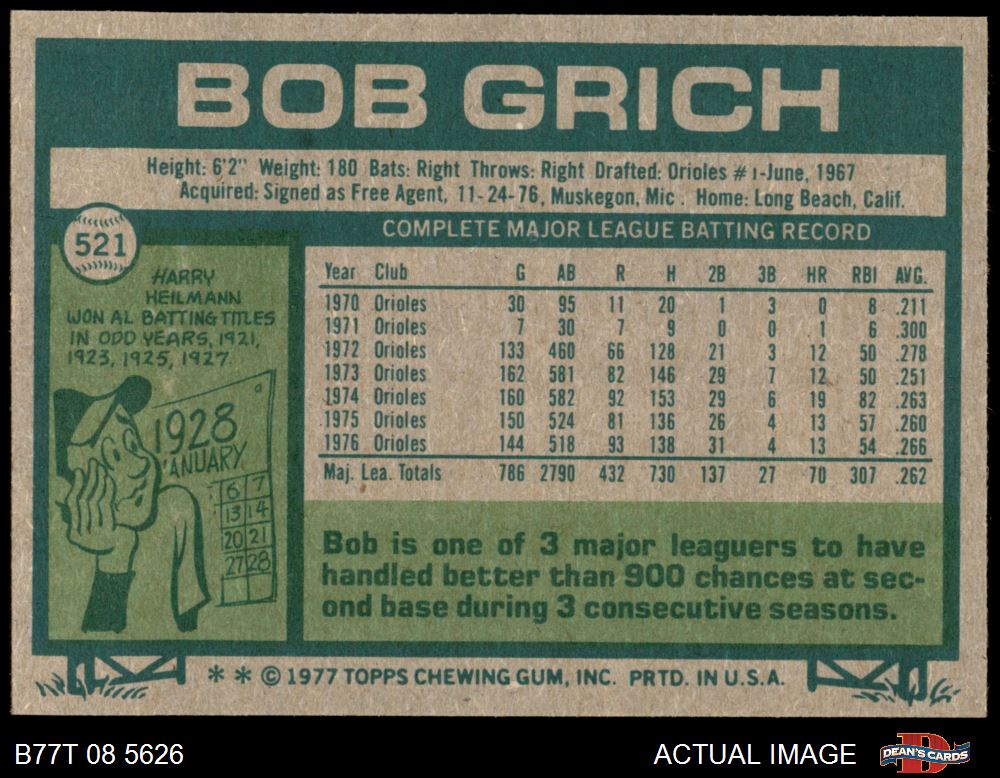 BOB GRICH
Height: 6'2" Weight: 180 Bats: Right Throws: Right Drafted: Orioles #1-June, 1967
Acquired: Signed as Free Agent, 11-24-76, Muskegon, Mic. Home: Long Beach, Calif.
521
COMPLETE MAJOR LEAGUE BATTING RECORD
HARRY
HEILMANN
WON AL BATTING TITLES
IN ODD YEARS, 1921,
1923, 1925, 1927.
1928
JANUARY
6 7
13 14
20 21
27 28
Year Club G AB R H 2B 3B HR RBI AVG.
1970 Orioles 30 95 11 20 1 3 0 8 .211
1971 Orioles 7 30 7 9 0 0 1 6 .300
1972 Orioles 133 460 66 128 21 3 12 50 .278
1973 Orioles 162 581 82 146 29 7 12 50 .251
1974 Orioles 160 582 92 153 29 6 19 82 .263
1975 Orioles 150 524 81 136 26 4 13 57 .260
1976 Orioles 144 518 93 138 31 4 13 54 .266
Maj. Lea. Totals 786 2790 432 730 137 27 70 307 .262
Bob is one of 3 major leaguers to have
handled better than 900 chances at sec-
ond base during 3 consecutive seasons.
* * © 1977 TOPPS CHEWING GUM, INC. PRTD. IN U.S.A.
B77T 08 5626
ACTUAL IMAGE
D
DEAN'S CARDS